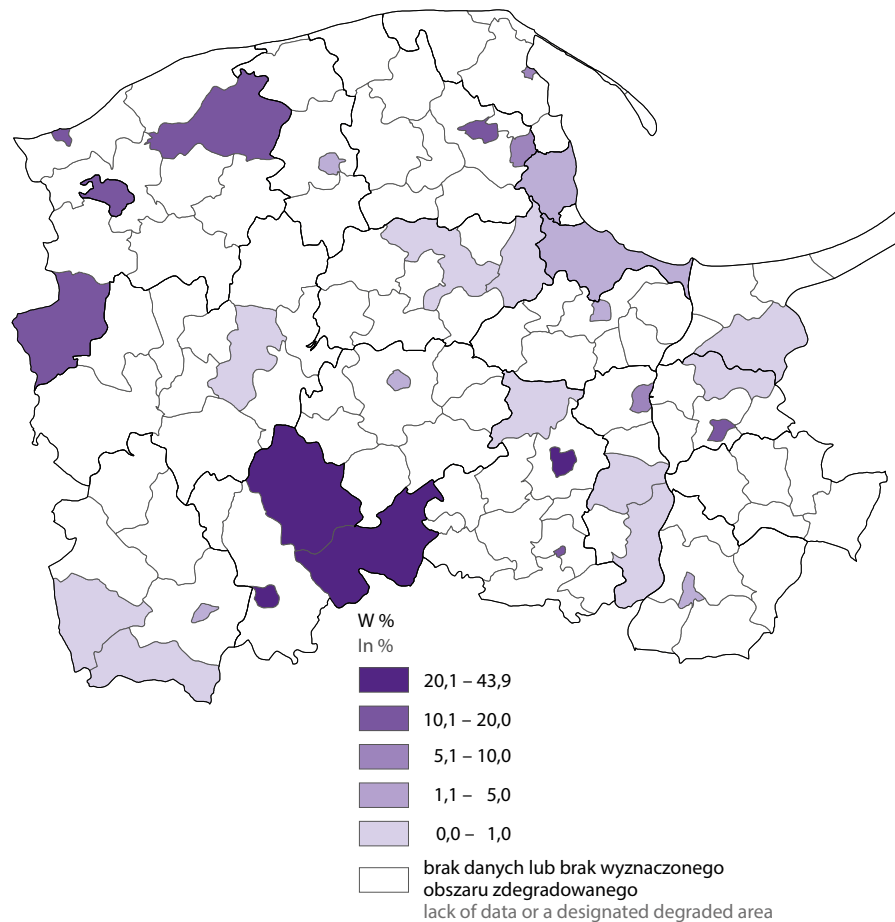 W %
In %
20,1 – 43,9
10,1 – 20,0
5,1 – 10,0
1,1 – 5,0
0,0 – 1,0
brak danych lub brak wyznaczonego
obszaru zdegradowanego
lack of data or a designated degraded area